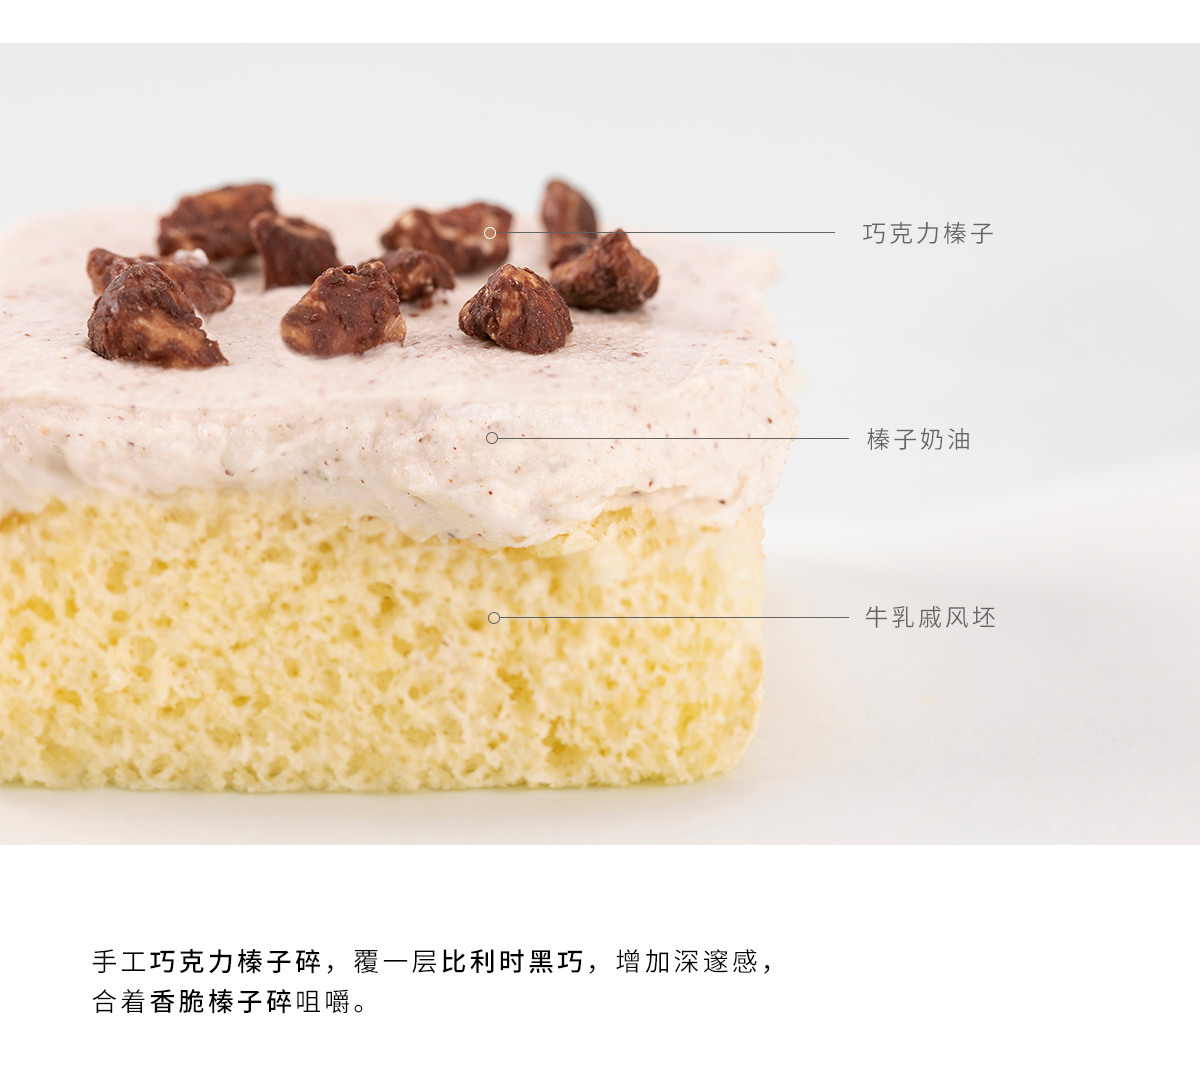 巧克力榛子
榛子奶油
牛乳戚风坯
手工巧克力榛子碎，覆一层比利时黑巧，增加深邃感，
合着香脆榛子碎咀嚼。